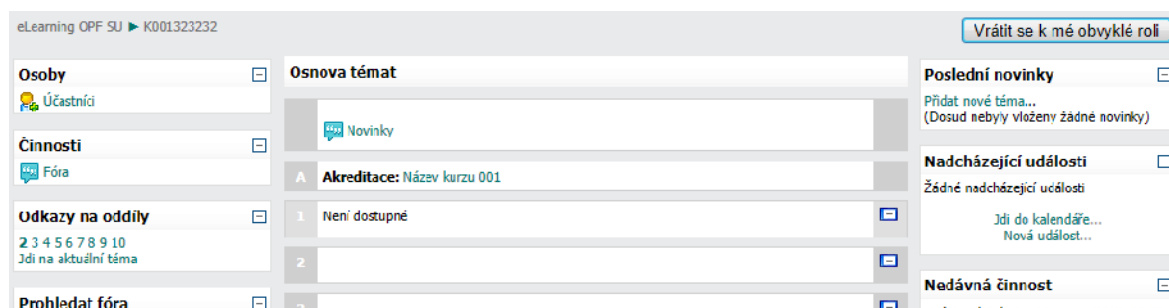 eLearning OPF SU ► K001323232
Vrátit se k mé obvyklé roli
Osoby
Účastníci
Činnosti
Fóra
Odkazy na oddíly
2 3 4 5 6 7 8 9 10
Jdi na aktuální téma
Prohledat fóra
Osnova témat
Novinky
A Akreditace: Název kurzu 001
1 Není dostupné
2
3
Poslední novinky
Přidat nové téma...
(Dosud nebyly vloženy žádné novinky)
Nadcházející události
Žádné nadcházející události
Jdi do kalendáře...
Nová událost...
Nedávná činnost